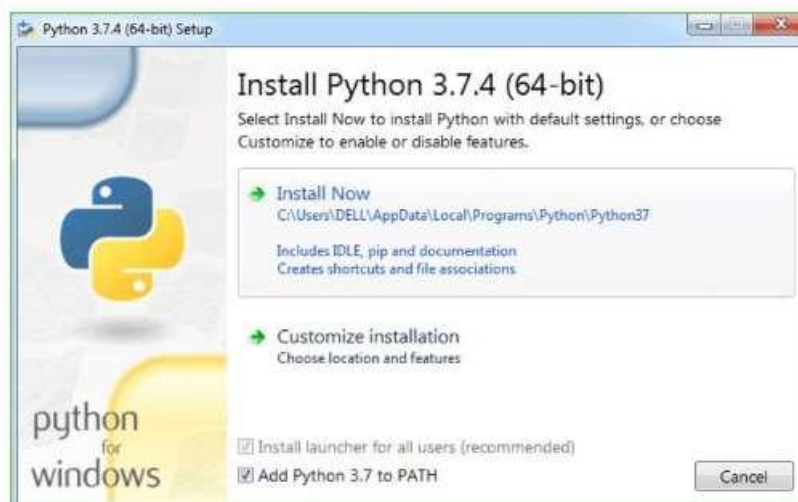 Python 3.7.4 (64-bit) Setup
Install Python 3.7.4 (64-bit)
Select Install Now to install Python with default settings, or choose
Customize to enable or disable features.
Install Now
C:\Users\DELL\AppData\Local\Programs\Python\Python37
Includes IDLE, pip and documentation
Creates shortcuts and file associations
Customize installation
Choose location and features
python
for
windows
Install launcher for all users (recommended)
Add Python 3.7 to PATH
Cancel